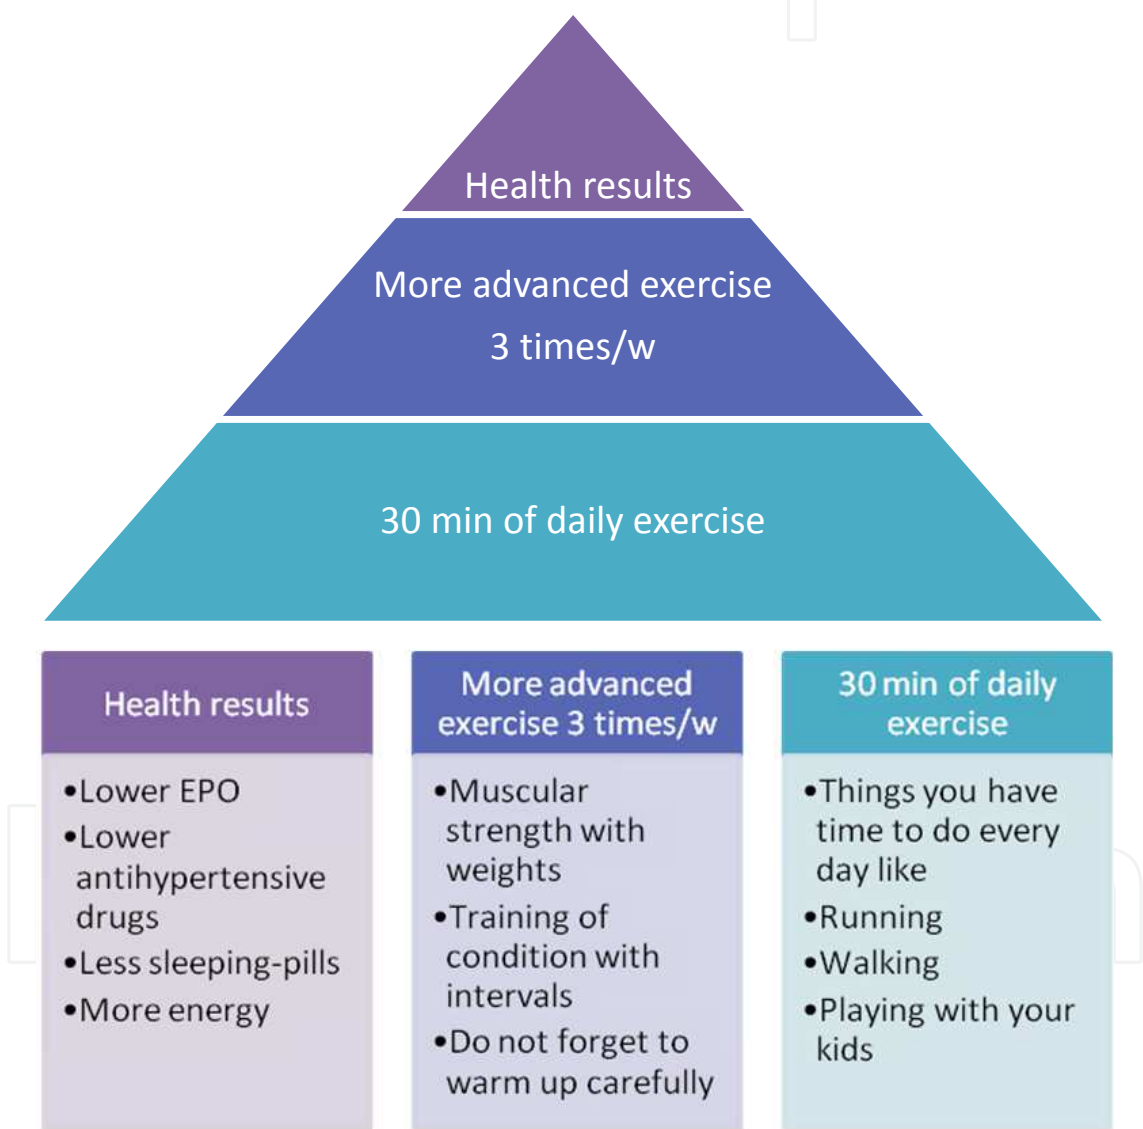 Health results
More advanced exercise
3 times/w
30 min of daily exercise
Health results
•Lower EPO
•Lower
antihypertensive
drugs
•Less sleeping-pills
•More energy
More advanced
exercise 3 times/w
•Muscular
strength with
weights
•Training of
condition with
intervals
•Do not forget to
warm up carefully
30 min of daily
exercise
•Things you have
time to do every
day like
•Running
•Walking
•Playing with your
kids